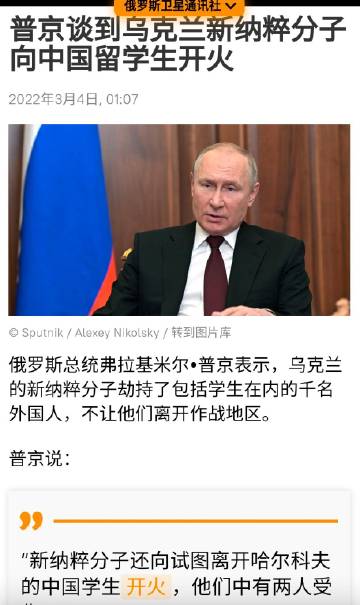 俄罗斯卫星通讯社
普京谈到乌克兰新纳粹分子
向中国留学生开火
2022年3月4日, 01:07
© Sputnik / Alexey Nikolsky / 转到图片库
俄罗斯总统弗拉基米尔•普京表示，乌克兰
的新纳粹分子劫持了包括学生在内的千名
外国人，不让他们离开作战地区。
普京说：
“新纳粹分子还向试图离开哈尔科夫
的中国学生开火，他们中有两人受